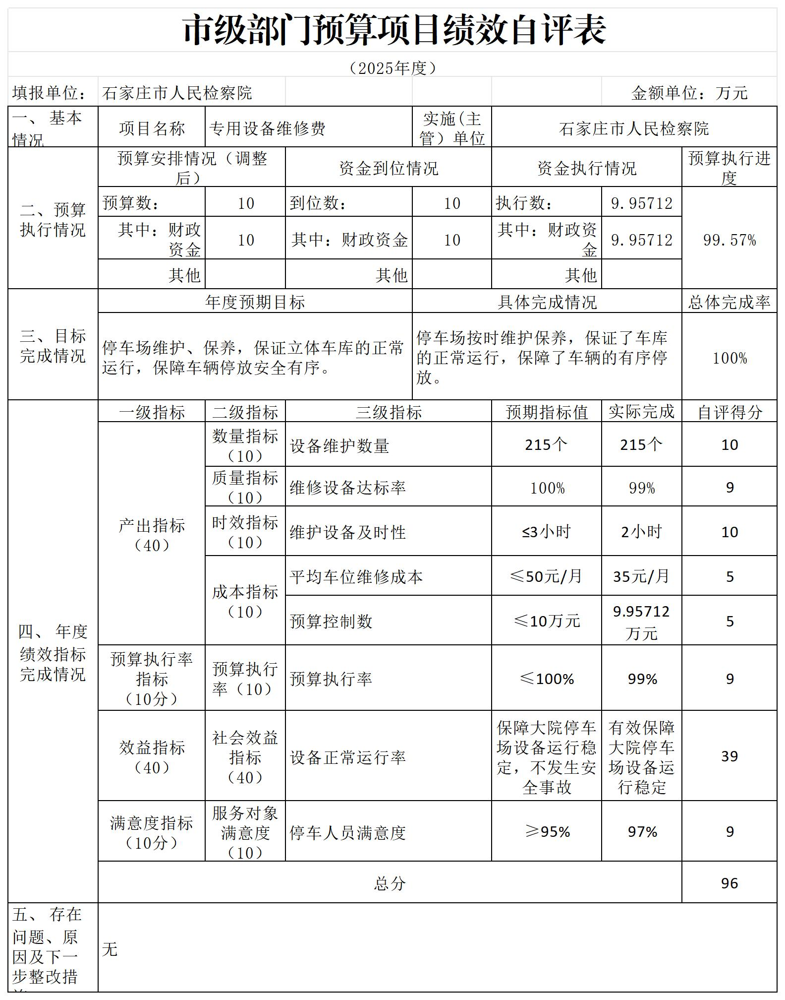 市级部门预算项目绩效自评表
（2025年度）
填报单位： 石家庄市人民检察院 金额单位：万元
一、 基本
情况
项目名称
专用设备维修费
实施(主
管）单位
石家庄市人民检察院
二、预算
执行情况
预算安排情况（调整
后）
资金到位情况
资金执行情况
预算执行进
度
预算数： 10 到位数： 10 执行数： 9.95712
其中：财政
资金
10
其中：财政资金
10
其中：财政资
金
9.95712
99.57%
其他 其他 其他
三、目标
完成情况
年度预期目标 具体完成情况 总体完成率
停车场维护、保养，保证立体车库的正常
运行，保障车辆停放安全有序。
停车场按时维护保养，保证了车库
的正常运行，保障了车辆的有序停
放。
100%
四、 年度
绩效指标
完成情况
一级指标 二级指标 三级指标 预期指标值 实际完成 自评得分
产出指标
（40）
数量指标
（10）
设备维护数量 215个 215个 10
质量指标
（10）
维修设备达标率 100% 99% 9
时效指标
（10）
维护设备及时性 ≤3小时 2小时 10
成本指标
（10）
平均车位维修成本 ≤50元/月 35元/月 5
预算控制数 ≤10万元
9.95712
万元
5
预算执行率
指标
（10分）
预算执行
率（10）
预算执行率 ≤100% 99% 9
效益指标
（40）
社会效益
指标
（40）
设备正常运行率
保障大院停车
场设备运行稳
定，不发生安
全事故
有效保障
大院停车
场设备运
行稳定
39
满意度指标
（10分）
服务对象
满意度
（10）
停车人员满意度 ≥95% 97% 9
总分 96
五、 存在
问题、原
因及下一
步整改措
无